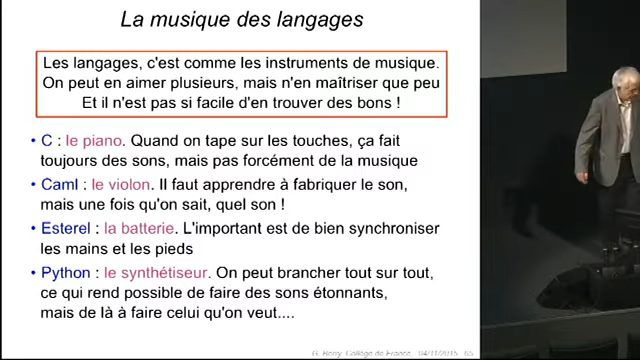 La musique des langages
Les langages, c'est comme les instruments de musique.
On peut en aimer plusieurs, mais n'en maîtriser que peu
Et il n'est pas si facile d'en trouver des bons !
• C : le piano. Quand on tape sur les touches, ça fait
toujours des sons, mais pas forcément de la musique
• Caml : le violon. Il faut apprendre à fabriquer le son,
mais une fois qu'on sait, quel son !
• Esterel : la batterie. L'important est de bien synchroniser
les mains et les pieds
• Python : le synthétiseur. On peut brancher tout sur tout,
ce qui rend possible de faire des sons étonnants,
mais de là à faire celui qu'on veut....
G. Berry, Collège de France, 04/11/2015 65